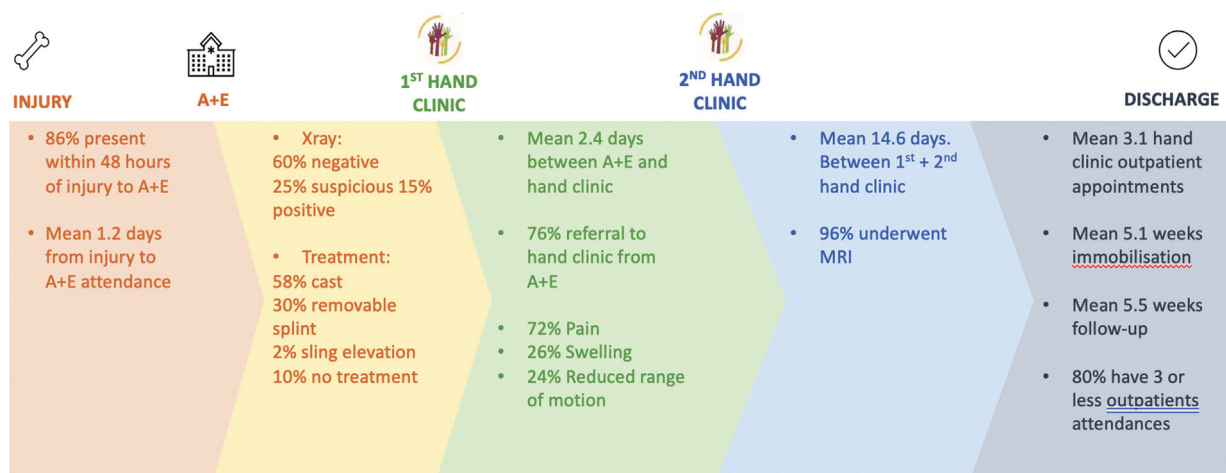 INJURY
A+E
1ST HAND
CLINIC
2ND HAND
CLINIC
DISCHARGE
• 86% present
within 48 hours
of injury to A+E
• Mean 1.2 days
from injury to
A+E attendance
• Xray:
60% negative
25% suspicious 15%
positive
• Treatment:
58% cast
30% removable
splint
2% sling elevation
10% no treatment
• Mean 2.4 days
between A+E and
hand clinic
• 76% referral to
hand clinic from
A+E
• 72% Pain
• 26% Swelling
• 24% Reduced range
of motion
• Mean 14.6 days.
Between 1st + 2nd
hand clinic
• 96% underwent
MRI
• Mean 3.1 hand
clinic outpatient
appointments
• Mean 5.1 weeks
immobilisation
• Mean 5.5 weeks
follow-up
• 80% have 3 or
less outpatients
attendances